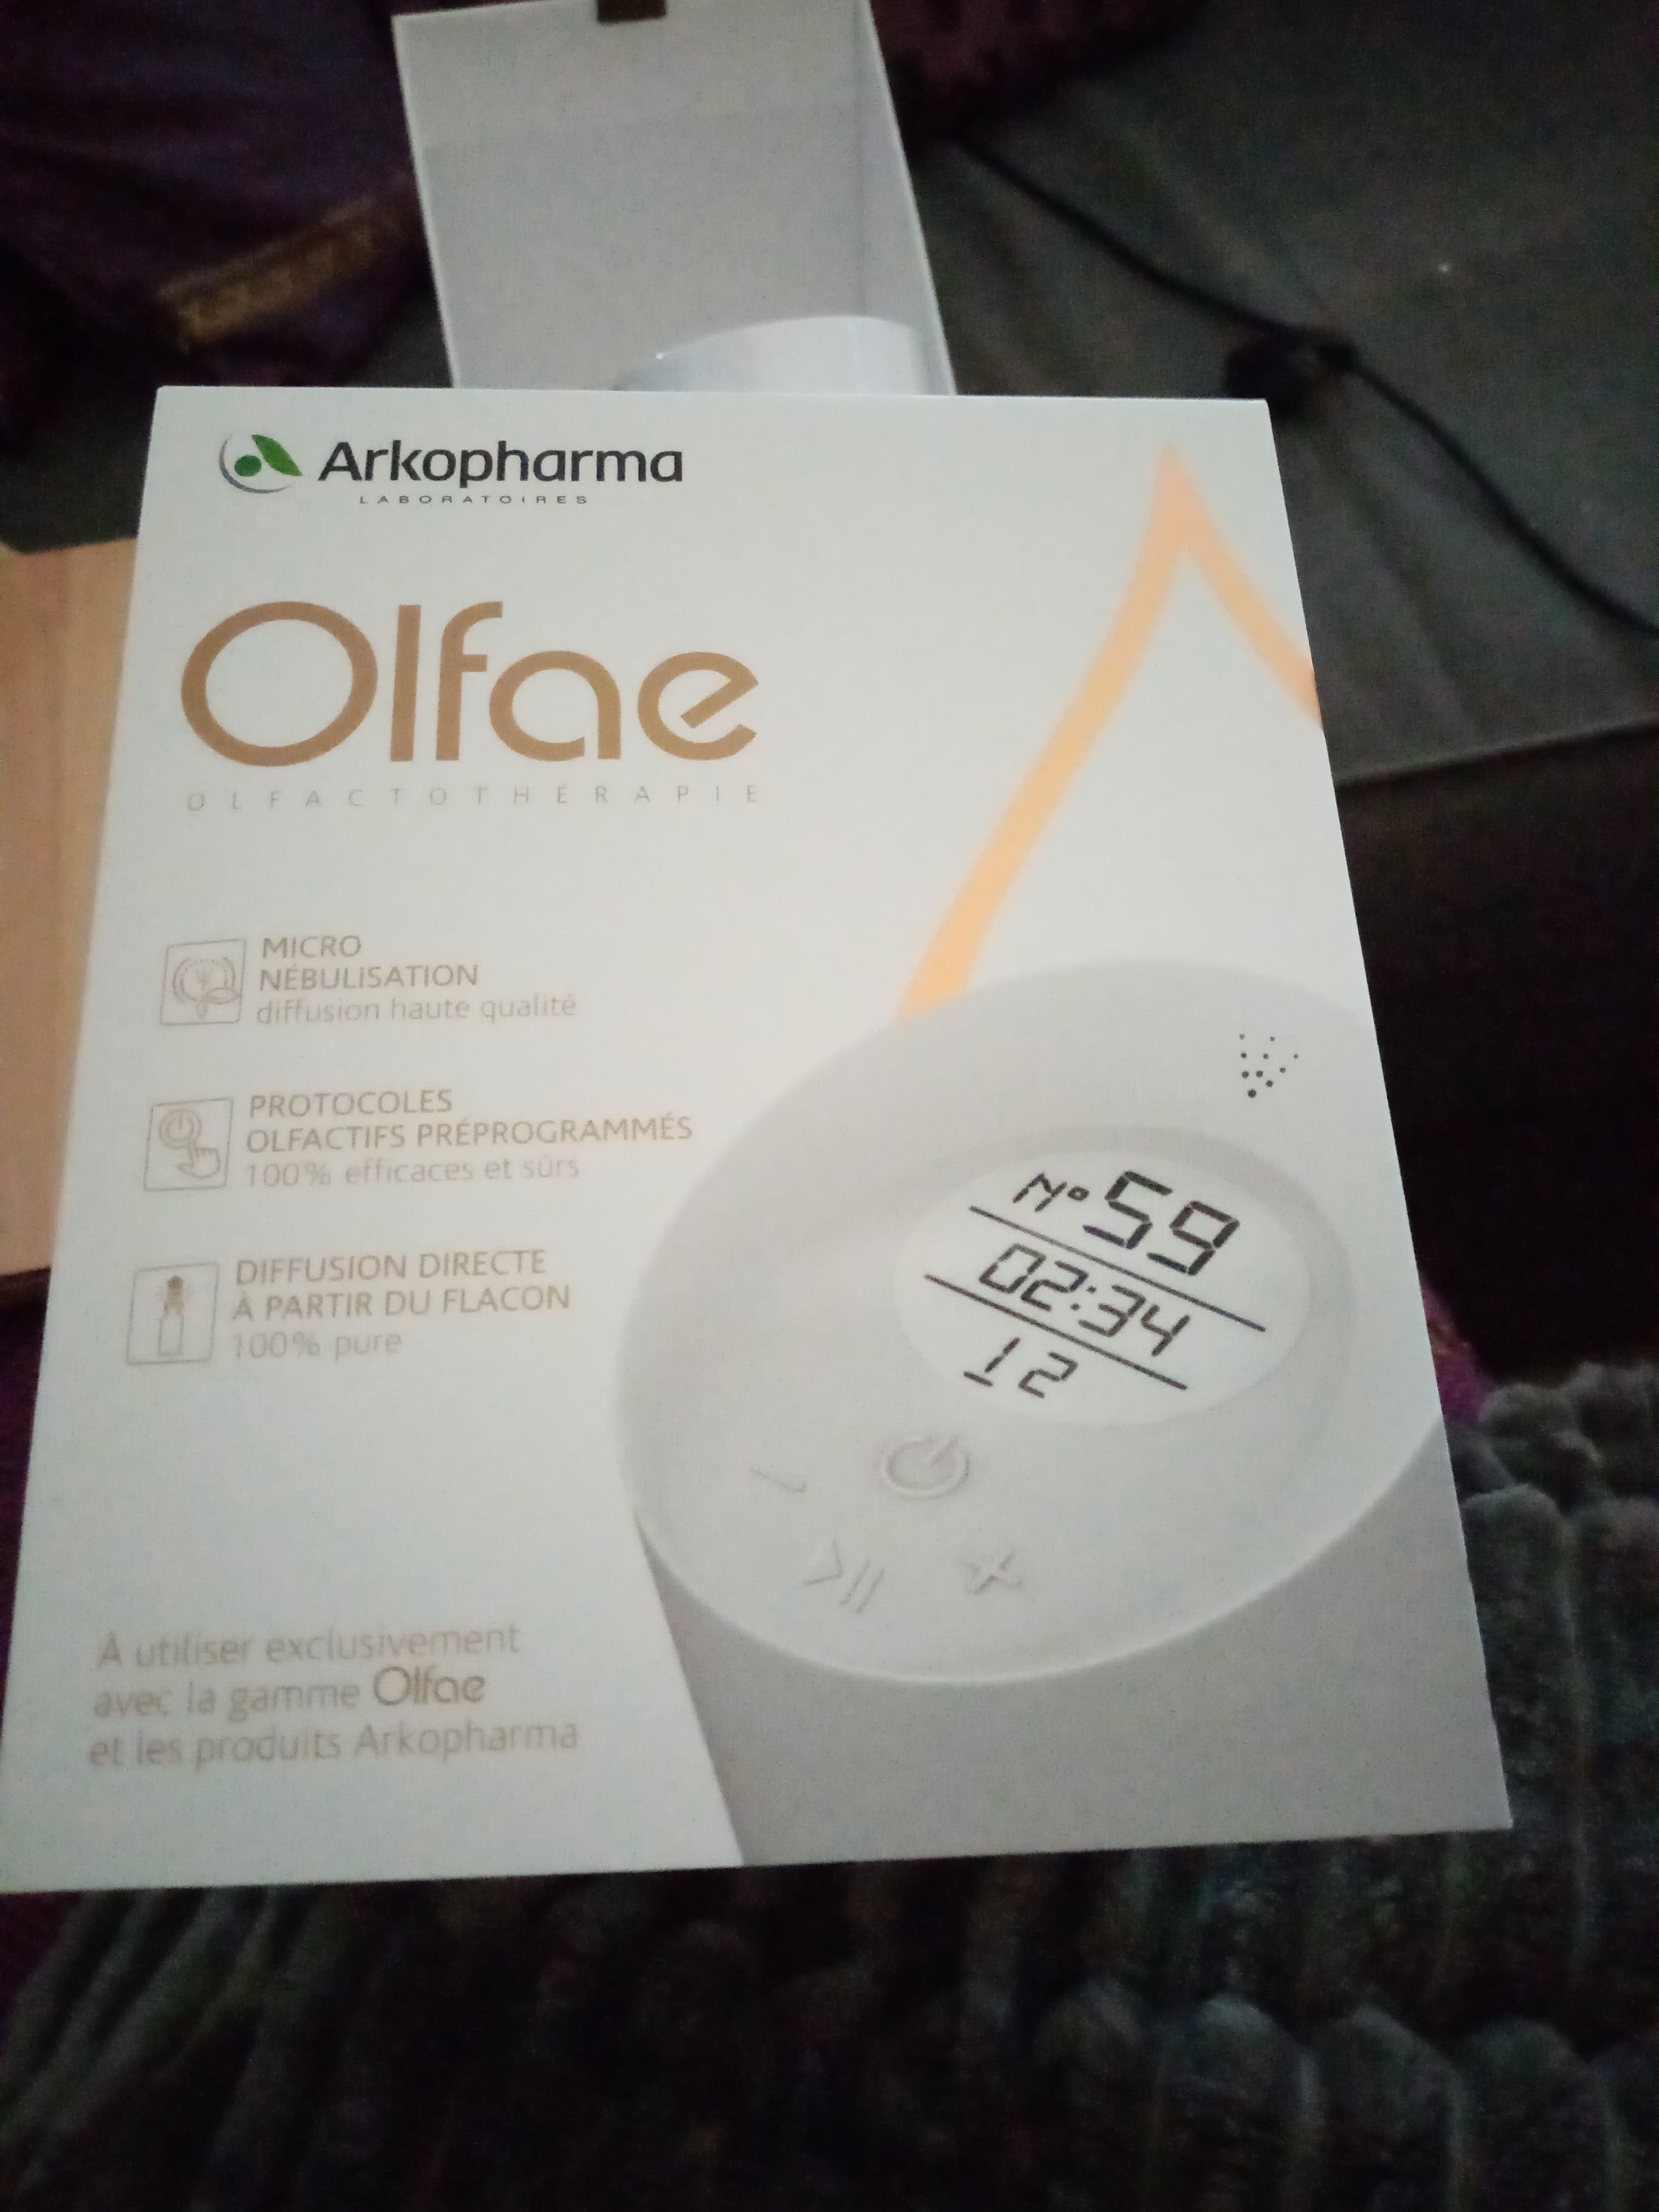 Arkopharma
LABORATOIRES
Olfae
OLFACTOTHÉRAPIE
MICRO
NÉBULISATION
diffusion haute qualité
PROTOCOLES
OLFACTIFS PRÉPROGRAMMÉS
100% efficaces et sûrs
DIFFUSION DIRECTE
À PARTIR DU FLACON
100% pure
N° 59
02:34
12
À utiliser exclusivement
avec la gamme Olfae
et les produits Arkopharma